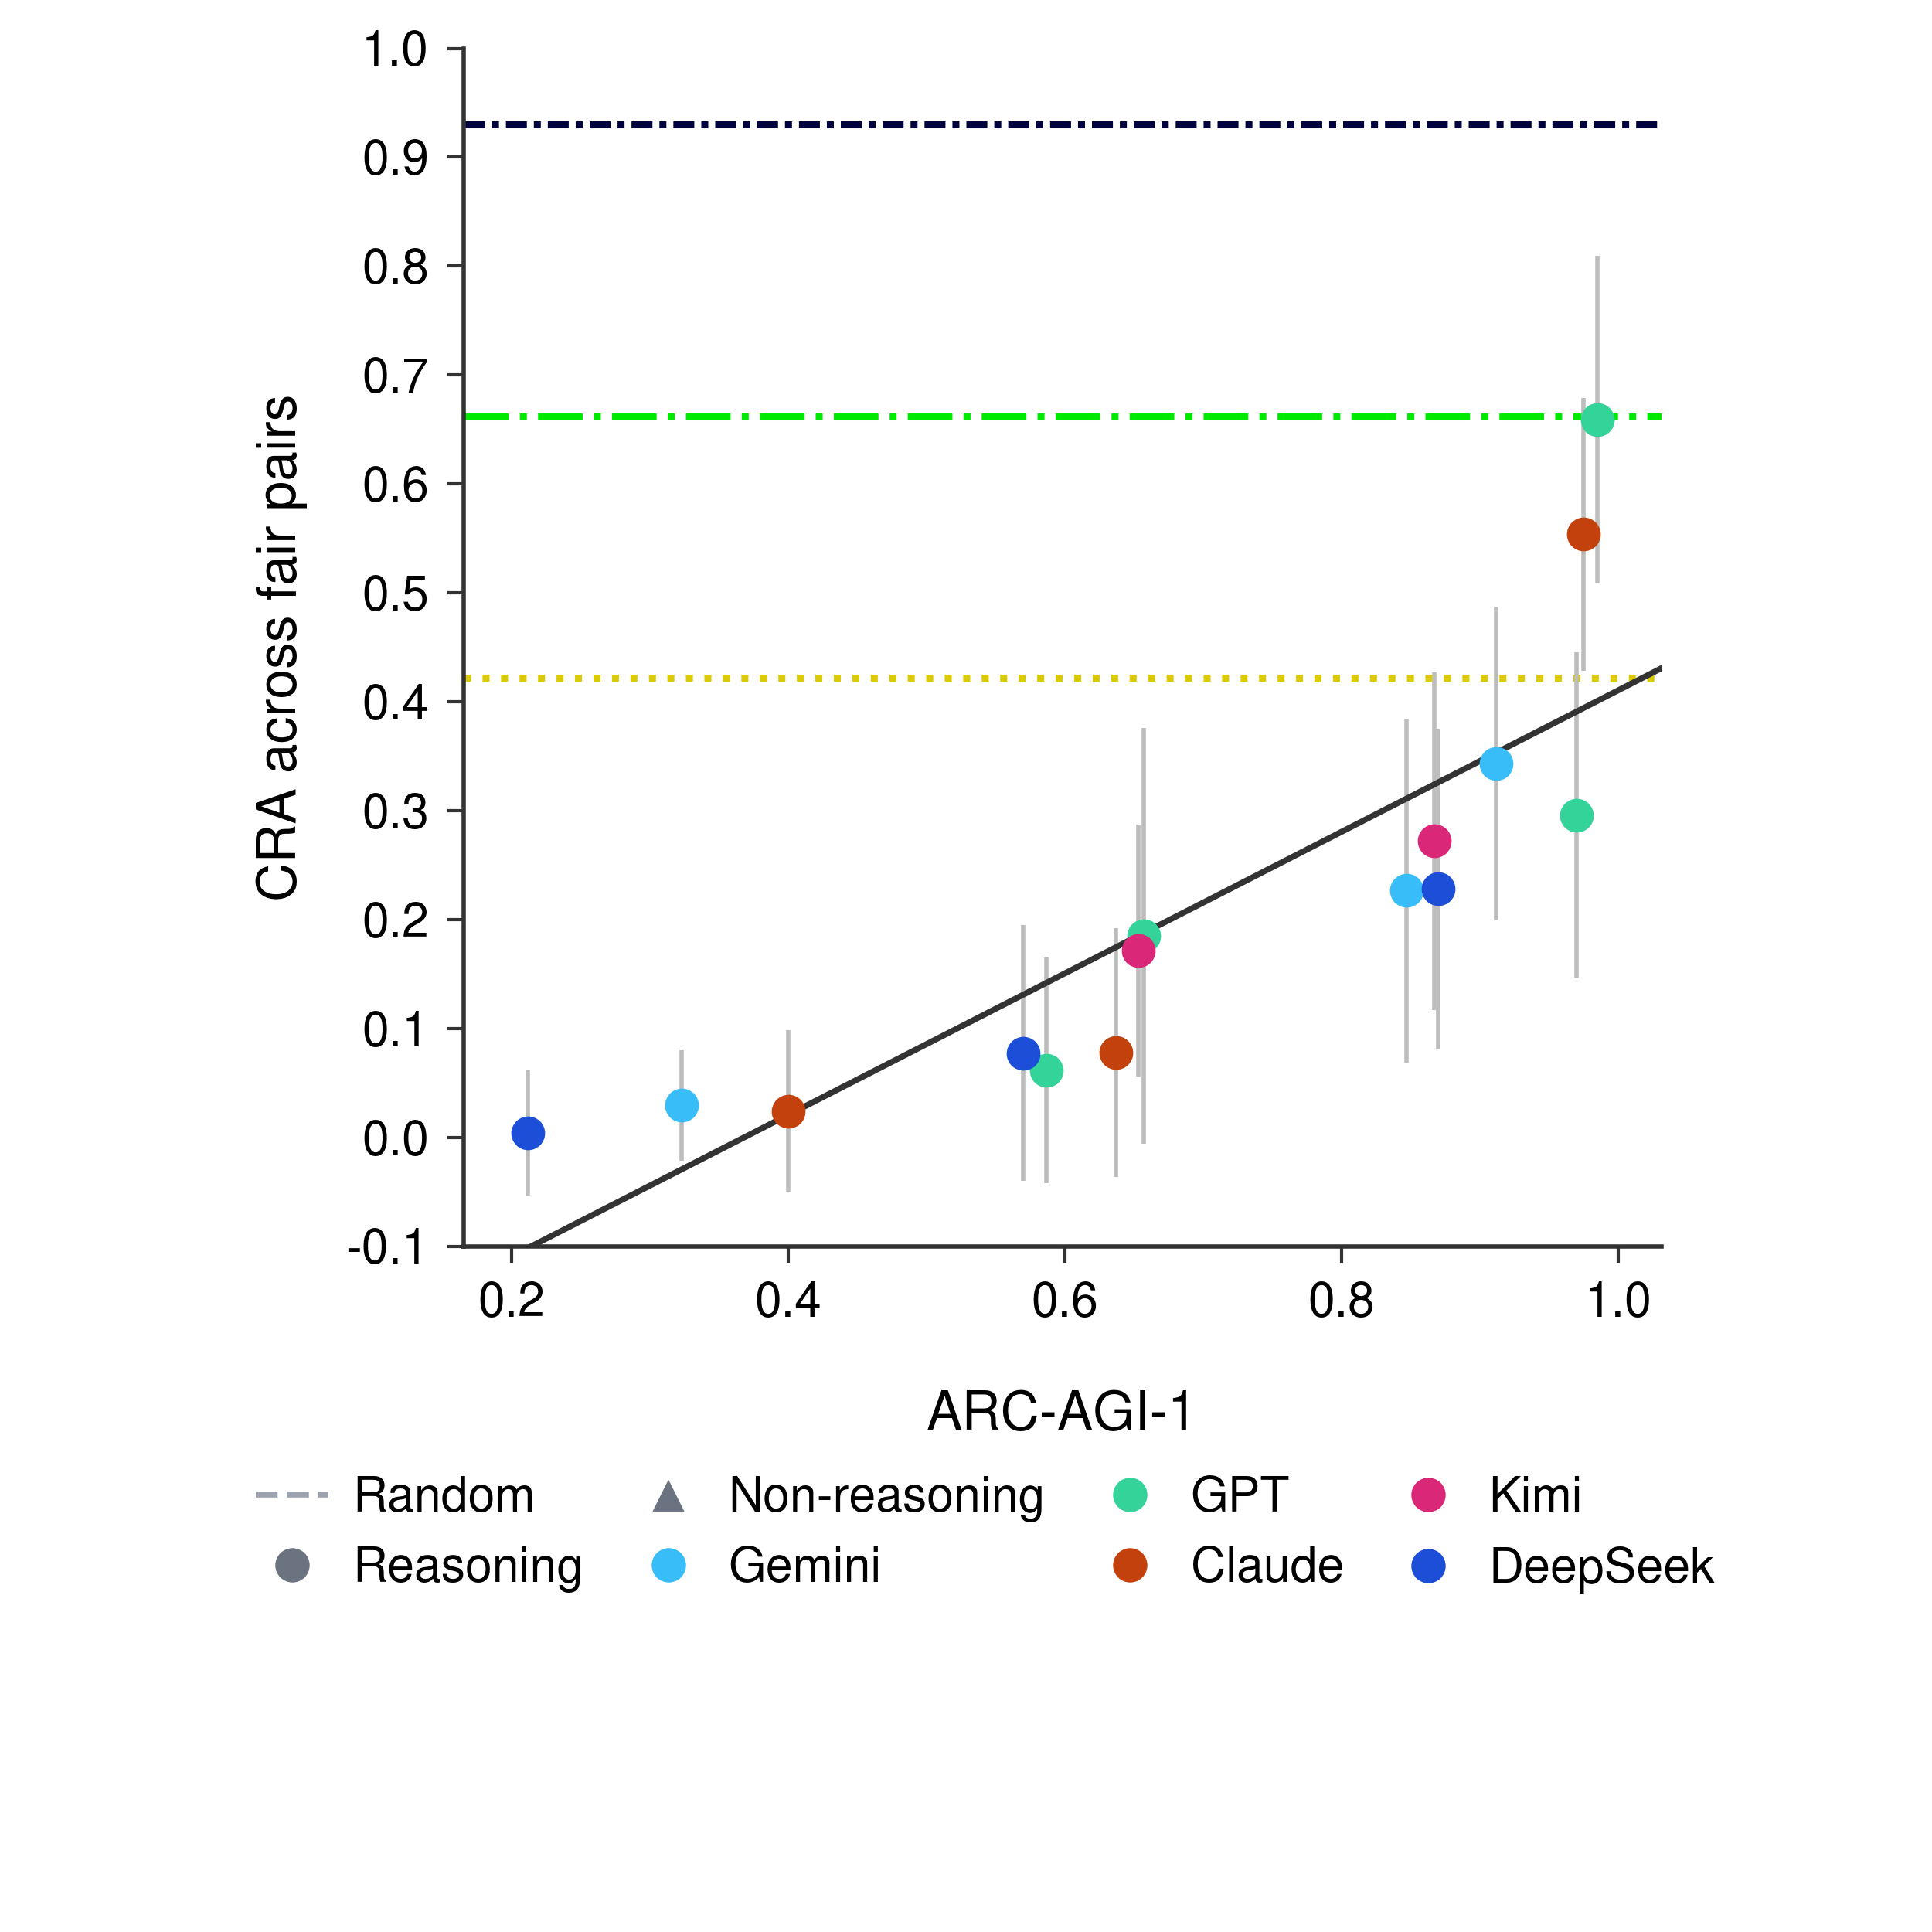 1.0
0.9
0.8
0.7
0.6
0.5
0.4
0.3
0.2
0.1
0.0
-0.1
CRA across fair pairs
0.2 0.4 0.6 0.8 1.0
ARC-AGI-1
Random Non-reasoning GPT Kimi
Reasoning Gemini Claude DeepSeek